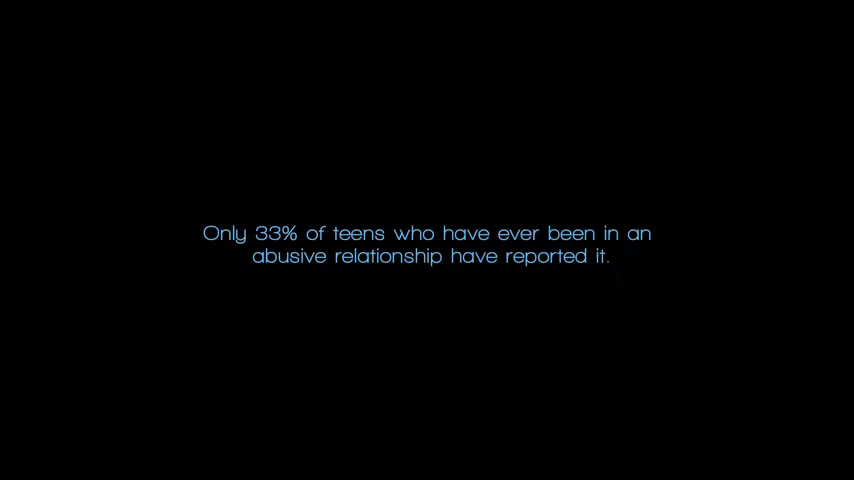 Only 33% of teens who have ever been in an
abusive relationship have reported it.